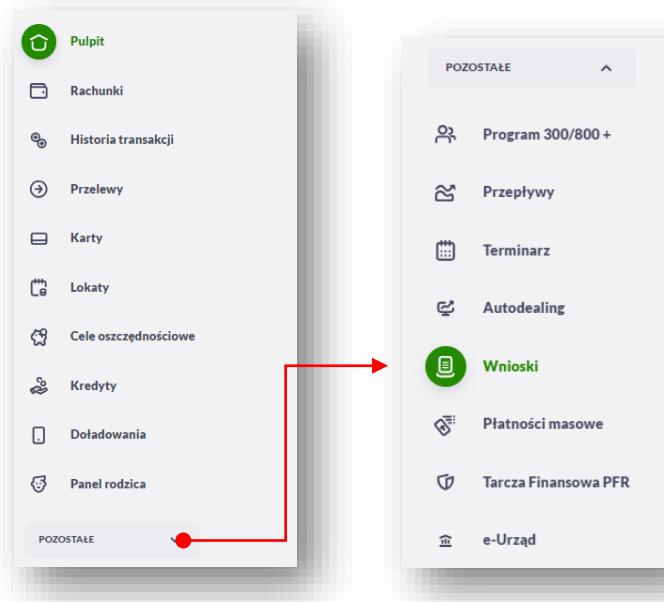 Pulpit
Rachunki
Historia transakcji
Przelewy
Karty
Lokaty
Cele oszczędnościowe
Kredyty
Doładowania
Panel rodzica
POZOSTAŁE
POZOSTAŁE
Program 300/800 +
Przepływy
Terminarz
Autodealing
Wnioski
Płatności masowe
Tarcza Finansowa PFR
e-Urząd